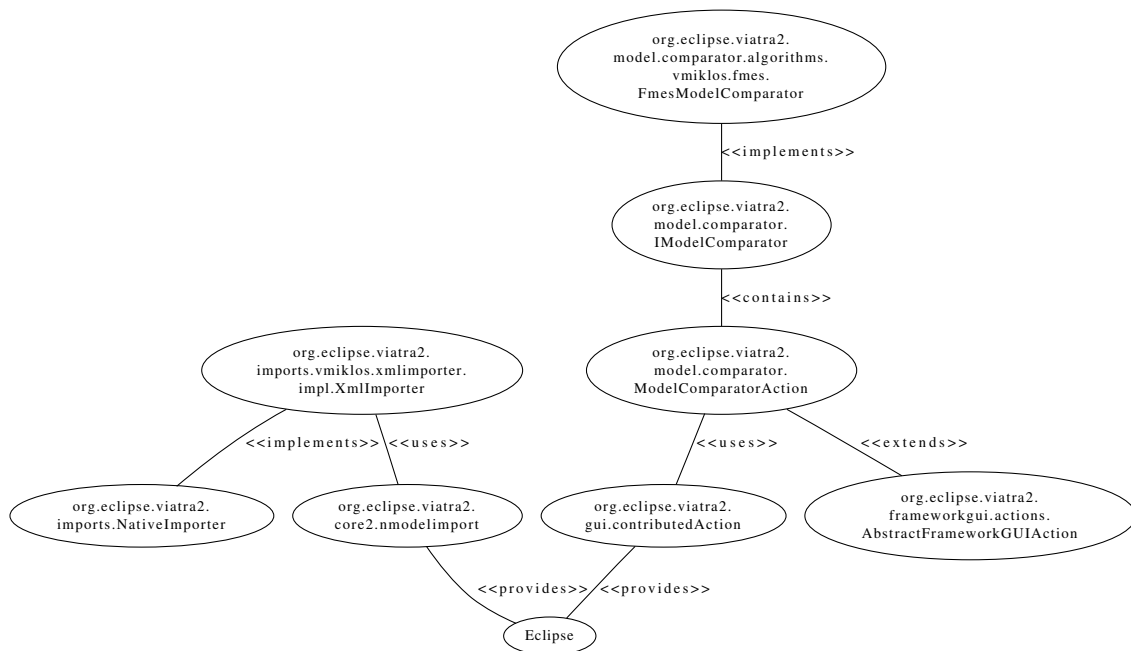 org.eclipse.viatra2.
model.comparator.algorithms.
vmiklos.fmes.
FmesModelComparator
<<implements>>
org.eclipse.viatra2.
model.comparator.
IModelComparator
<<contains>>
org.eclipse.viatra2.
imports.vmiklos.xmlimporter.
impl.XmlImporter
org.eclipse.viatra2.
model.comparator.
ModelComparatorAction
<<implements>>
<<uses>>
<<uses>>
<<extends>>
org.eclipse.viatra2.
imports.NativeImporter
org.eclipse.viatra2.
core2.nmodelimport
org.eclipse.viatra2.
gui.contributedAction
org.eclipse.viatra2.
frameworkgui.actions.
AbstractFrameworkGUIAction
<<provides>>
<<provides>>
Eclipse